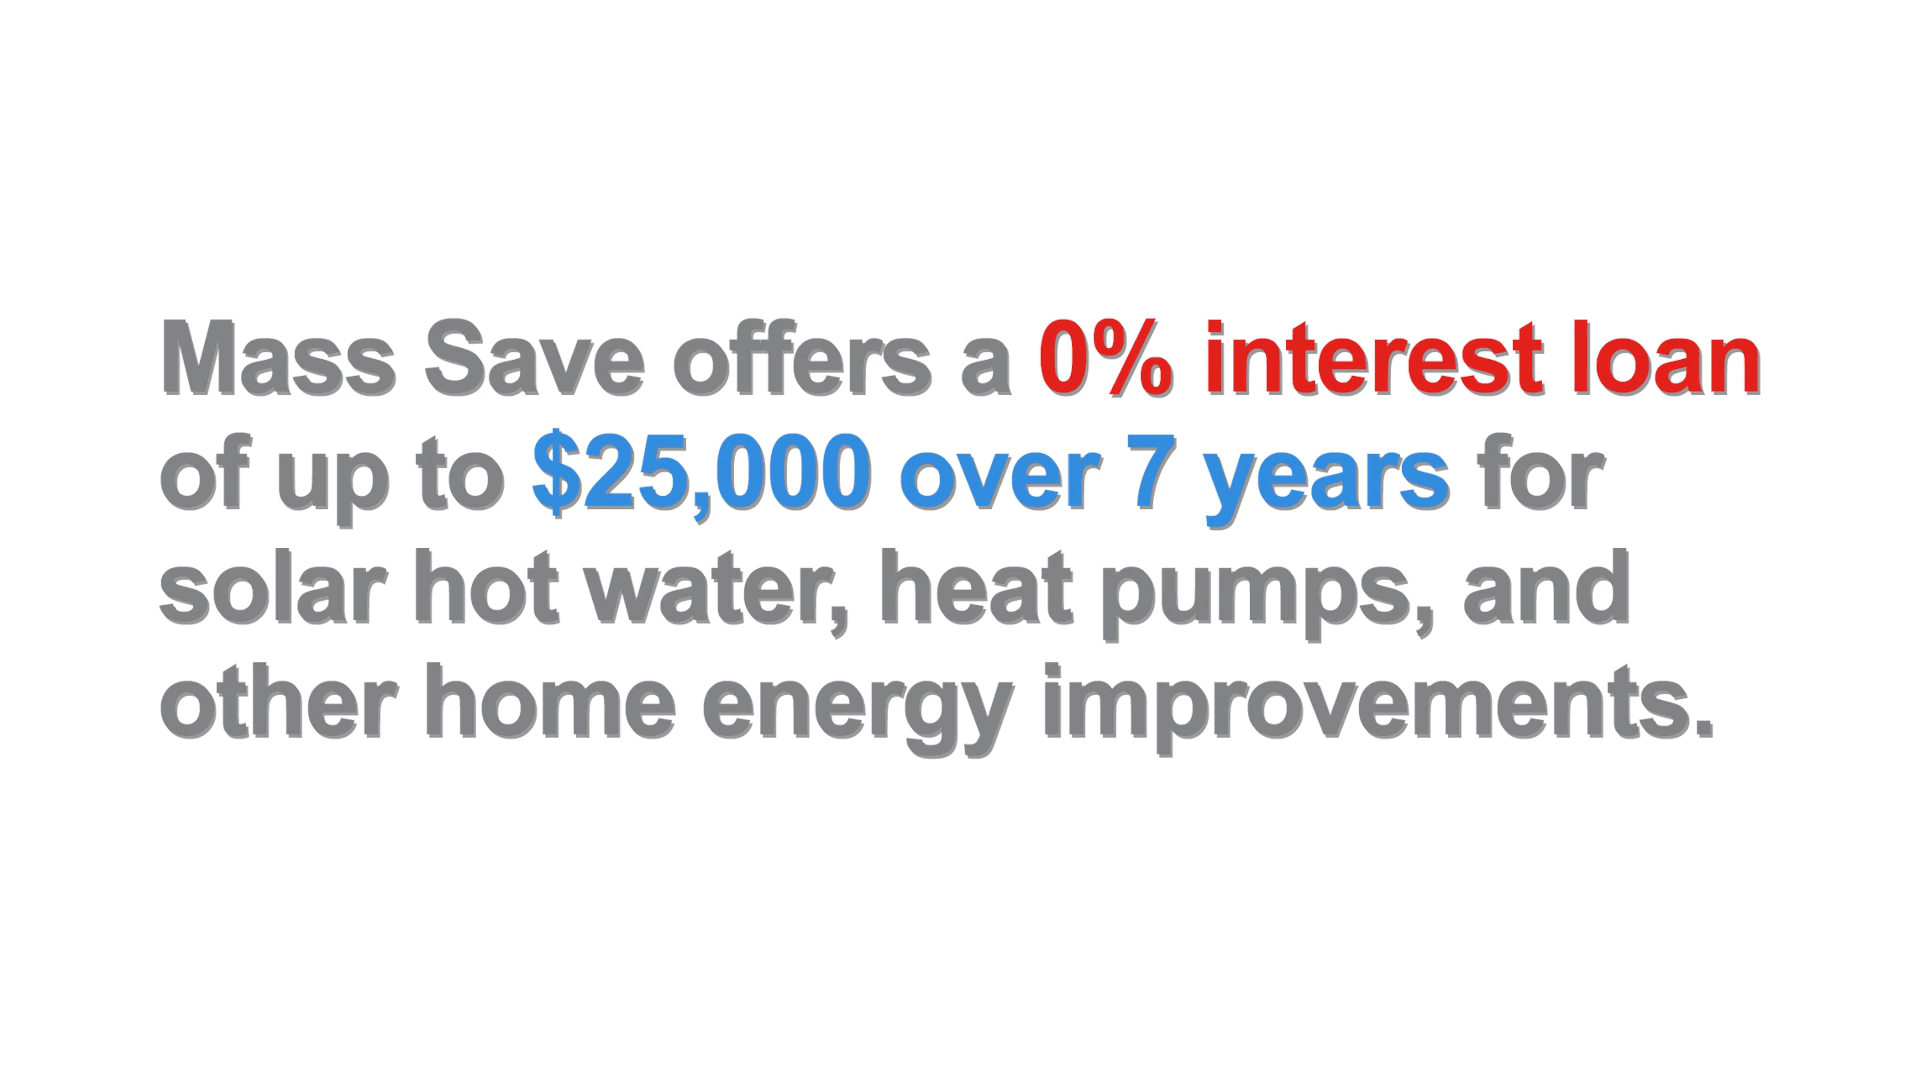 Mass Save offers a 0% interest loan
of up to $25,000 over 7 years for
solar hot water, heat pumps, and
other home energy improvements.